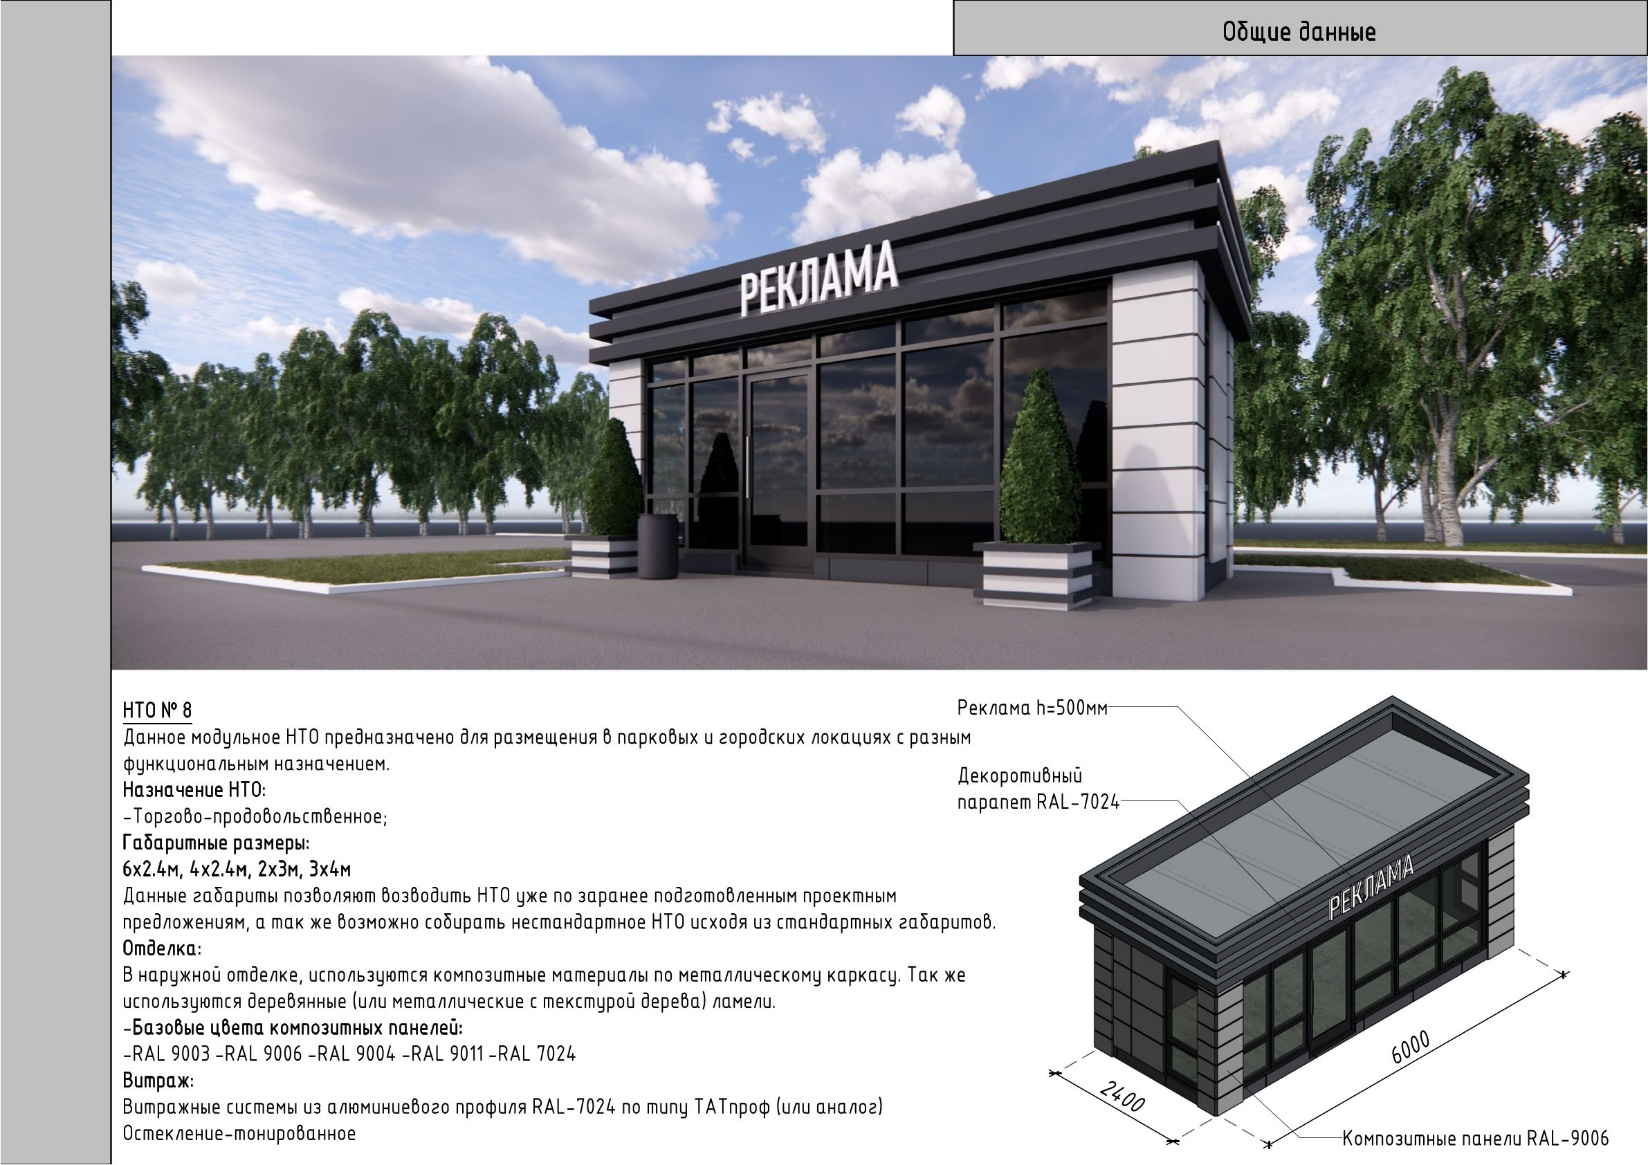 Общие данные
РЕКЛАМА
НТО № 8
Данное модульное НТО предназначено для размещения в парковых и городских локациях с разным
функциональным назначением.
Назначение НТО:
-Торгово-продовольственное;
Габаритные размеры:
6х2.4м, 4х2.4м, 2х3м, 3х4м
Данные габариты позволяют возводить НТО уже по заранее подготовленным проектным
предложениям, а так же возможно собирать нестандартное НТО исходя из стандартных габаритов.
Отделка:
В наружной отделке, используются композитные материалы по металлическому каркасу. Так же
используются деревянные (или металлические с текстурой дерева) ламели.
-Базовые цвета композитных панелей:
-RAL 9003 -RAL 9006 -RAL 9004 -RAL 9011 -RAL 7024
Витраж:
Витражные системы из алюминиевого профиля RAL-7024 по типу ТАТпроф (или аналог)
Остекление-тонированное
Реклама h=500мм
Декоротивный
парапет RAL-7024
РЕКЛАМА
6000
2400
Композитные панели RAL-9006